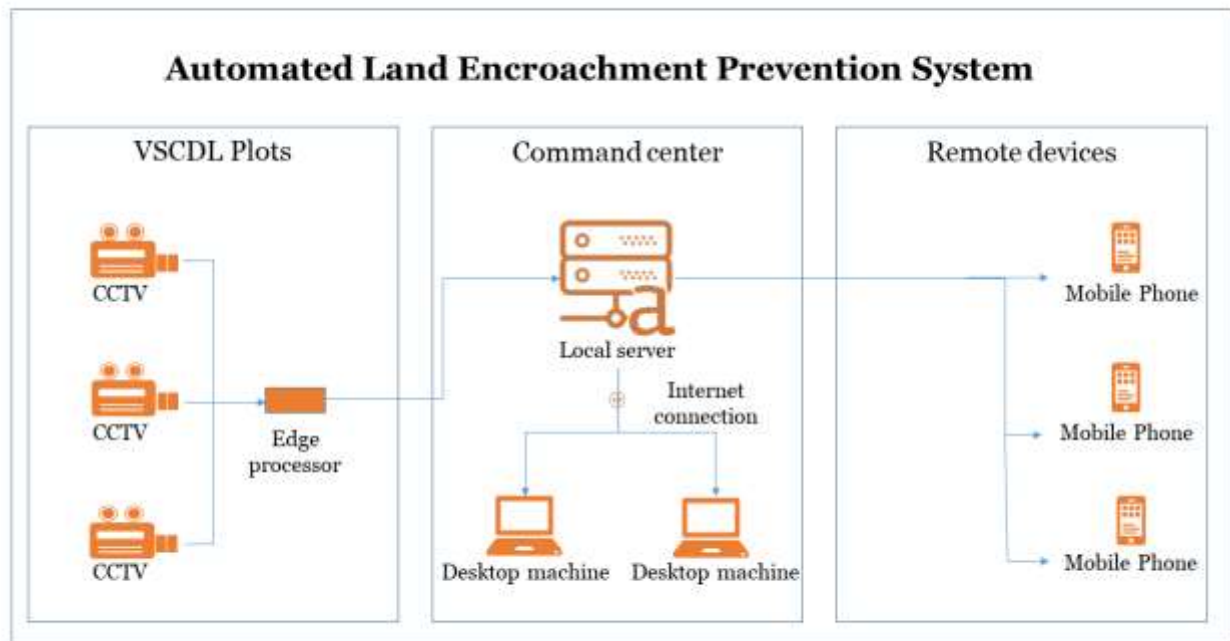 Automated Land Encroachment Prevention System
VSCDL Plots
CCTV
CCTV
CCTV
Edge
processor
Command center
Local server
Internet
connection
Desktop machine
Desktop machine
Remote devices
Mobile Phone
Mobile Phone
Mobile Phone